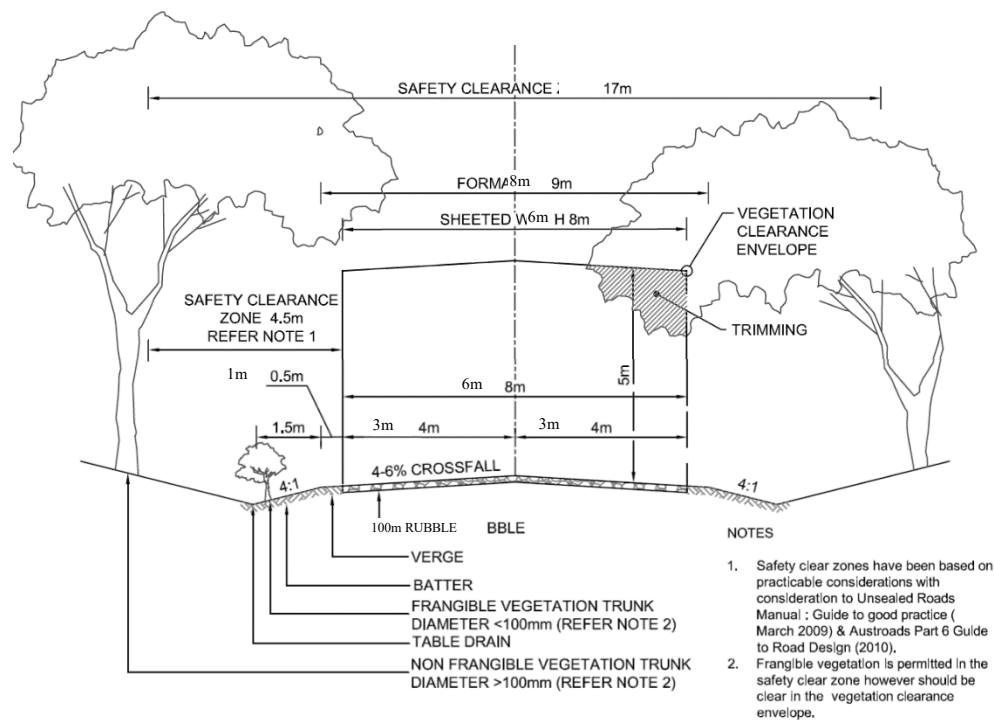 SAFETY CLEARANCE 17m
8m 9m
6m H 8m
VEGETATION
CLEARANCE
ENVELOPE
SAFETY CLEARANCE
ZONE 4.5m
REFER NOTE 1
TRIMMING
1m 0.5m
5m
6m
8m
1.5m
3m 4m 3m 4m
4-6% CROSSFALL
4:1
4:1
100m RUBBLE BBLE
VERGE
BATTER
FRANGIBLE VEGETATION TRUNK
DIAMETER <100mm (REFER NOTE 2)
TABLE DRAIN
NON FRANGIBLE VEGETATION TRUNK
DIAMETER >100mm (REFER NOTE 2)
NOTES
1. Safety clear zones have been based on
practicable considerations with
consideration to Unsealed Roads
Manual ; Guide to good practice (
March 2009) & Austroads Part 6 Guide
to Road Design (2010).
2. Frangible vegetation is permitted in the
safety clear zone however should be
clear in the vegetation clearance
envelope.